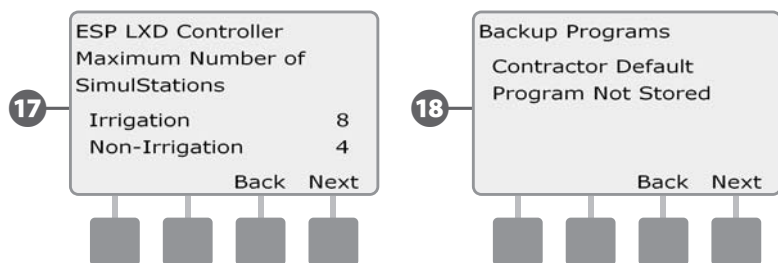 17
ESP LXD Controller
Maximum Number of
SimulStations
Irrigation 8
Non-Irrigation 4
Back Next
18
Backup Programs
Contractor Default
Program Not Stored
Back Next